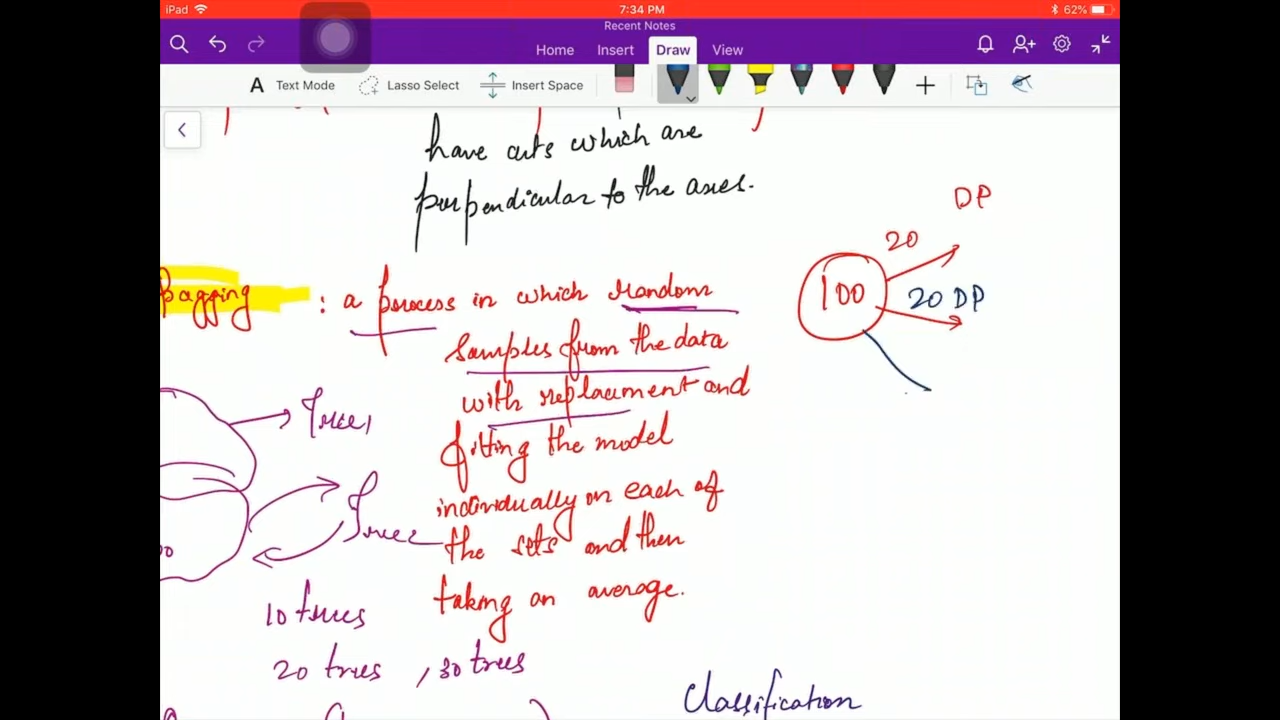 iPad 7:34 PM 62%
Recent Notes
Home Insert Draw View
A Text Mode Lasso Select Insert Space
have cuts which are
perpendicular to the axes.
DP
20
100
20 DP
Bagging : a process in which random
samples from the data
with replacement and
fitting the model
individually on each of
the sets and then
taking an average.
Tree1
Tree2
10 trees
20 trees , 30 trees
Classification